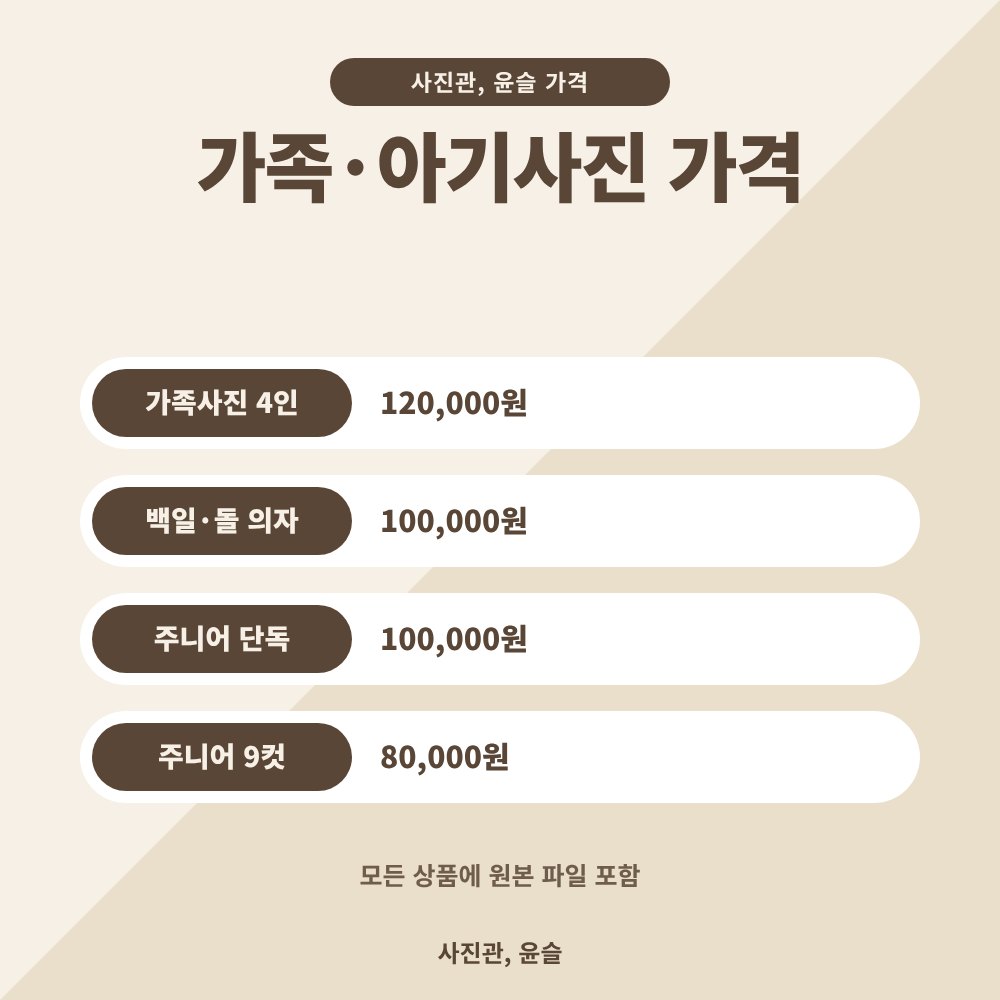 사진관, 윤슬 가격
가족·아기사진 가격
가족사진 4인 120,000원
백일·돌 의자 100,000원
주니어 단독 100,000원
주니어 9컷 80,000원
모든 상품에 원본 파일 포함
사진관, 윤슬